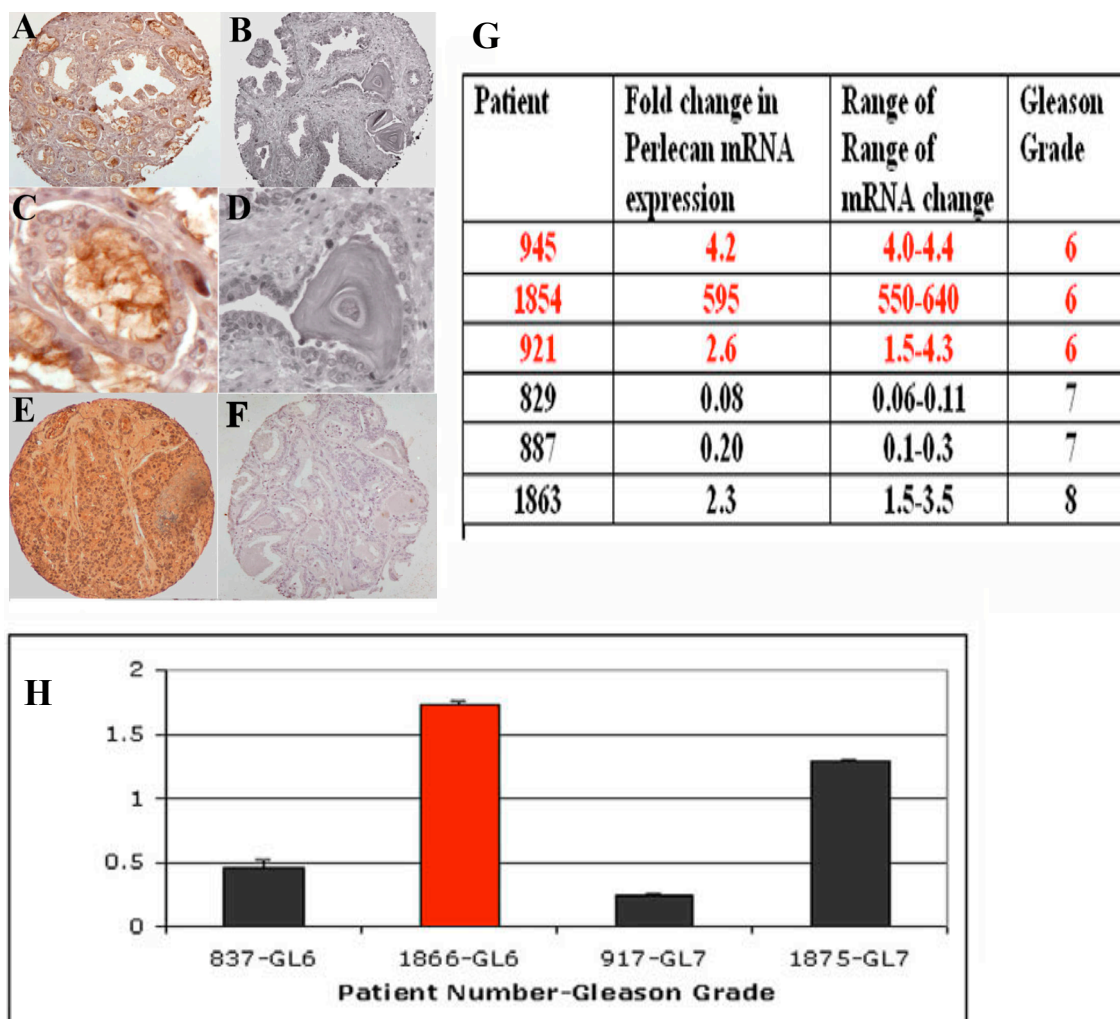 A
B
C
D
E
F
G
Patient
Fold change in
Perlecan mRNA
expression
Range of
Range of
mRNA change
Gleason
Grade
945 4.2 4.0-4.4 6
1854 595 550-640 6
921 2.6 1.5-4.3 6
829 0.08 0.06-0.11 7
887 0.20 0.1-0.3 7
1863 2.3 1.5-3.5 8
H
2
1.5
1
0.5
0
837-GL6 1866-GL6 917-GL7 1875-GL7
Patient Number-Gleason Grade